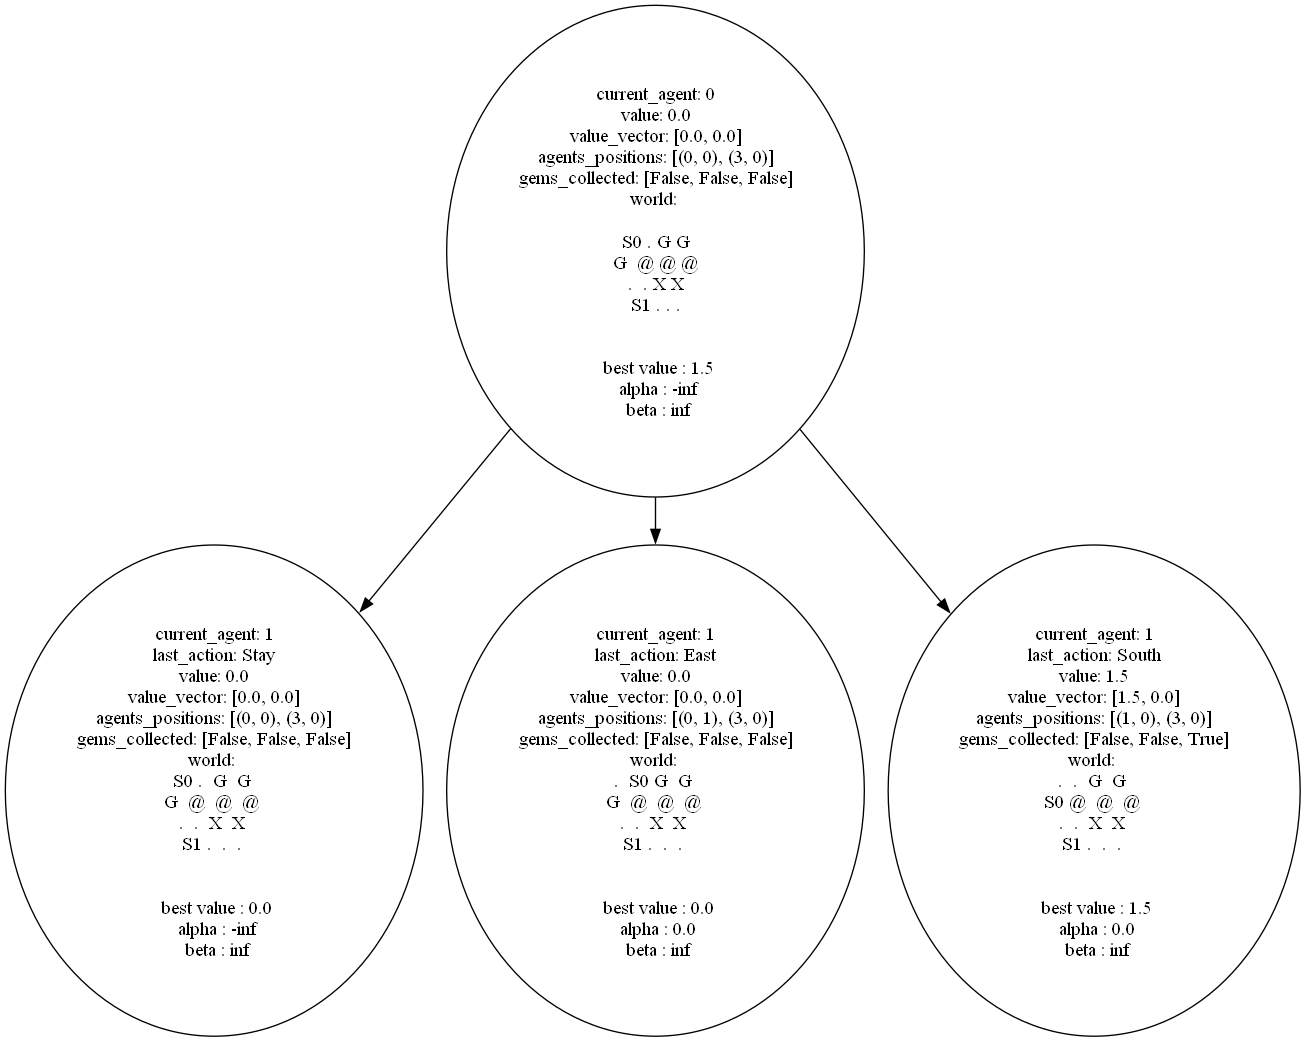 current_agent: 0
value: 0.0
value_vector: [0.0, 0.0]
agents_positions: [(0, 0), (3, 0)]
gems_collected: [False, False, False]
world:
S0 . G G
G @ @ @
. . X X
S1 . . .
best value : 1.5
alpha : -inf
beta : inf
current_agent: 1
last_action: Stay
value: 0.0
value_vector: [0.0, 0.0]
agents_positions: [(0, 0), (3, 0)]
gems_collected: [False, False, False]
world:
S0 . G G
G @ @ @
. . X X
S1 . . .
best value : 0.0
alpha : -inf
beta : inf
current_agent: 1
last_action: East
value: 0.0
value_vector: [0.0, 0.0]
agents_positions: [(0, 1), (3, 0)]
gems_collected: [False, False, False]
world:
. S0 G G
G @ @ @
. . X X
S1 . . .
best value : 0.0
alpha : 0.0
beta : inf
current_agent: 1
last_action: South
value: 1.5
value_vector: [1.5, 0.0]
agents_positions: [(1, 0), (3, 0)]
gems_collected: [False, False, True]
world:
. . G G
S0 @ @ @
. . X X
S1 . . .
best value : 1.5
alpha : 0.0
beta : inf